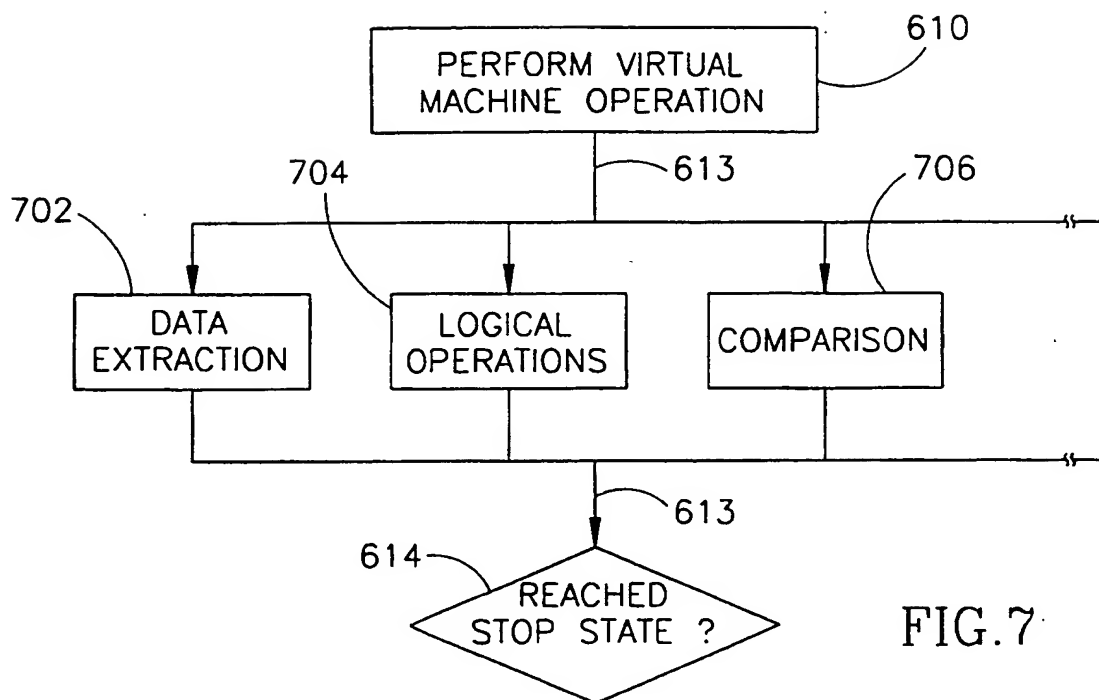 610
PERFORM VIRTUAL
MACHINE OPERATION
613
702
704
706
DATA
EXTRACTION
LOGICAL
OPERATIONS
COMPARISON
613
614
REACHED
STOP STATE ?
FIG.7